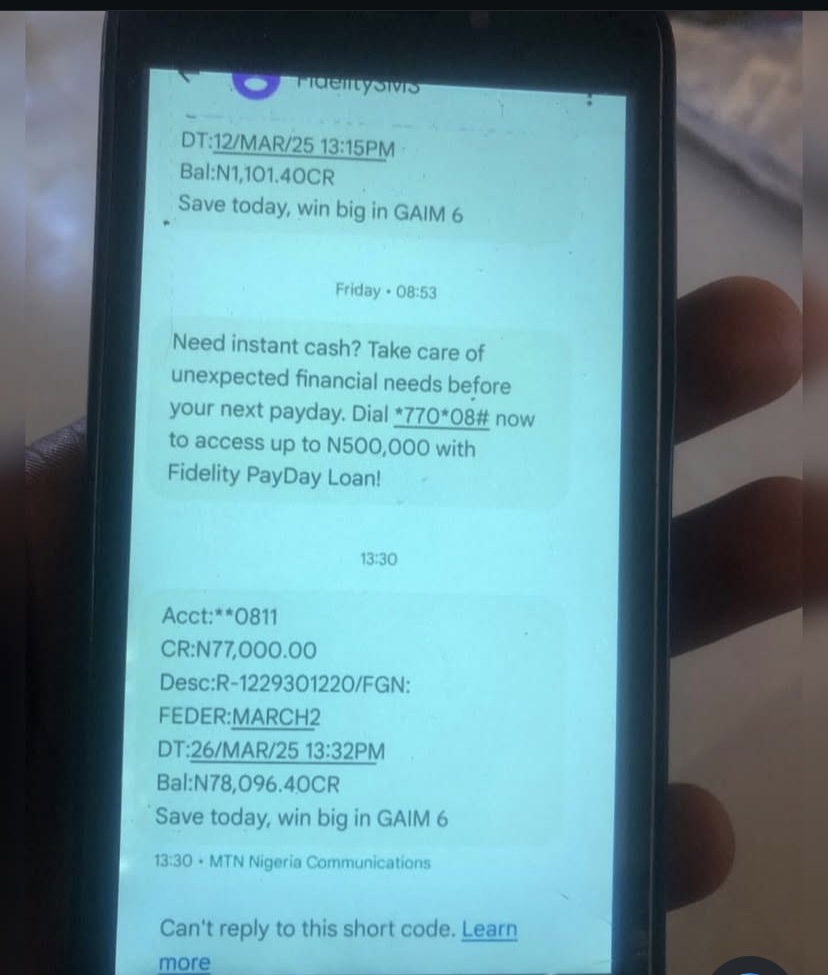 FidelitySMS
DT:12/MAR/25 13:15PM
Bal:N1,101.40CR
Save today, win big in GAIM 6
Friday • 08:53
Need instant cash? Take care of
unexpected financial needs before
your next payday. Dial *770*08# now
to access up to N500,000 with
Fidelity PayDay Loan!
13:30
Acct:**0811
CR:N77,000.00
Desc:R-1229301220/FGN:
FEDER:MARCH2
DT:26/MAR/25 13:32PM
Bal:N78,096.40CR
Save today, win big in GAIM 6
13:30 • MTN Nigeria Communications
Can't reply to this short code. Learn
more